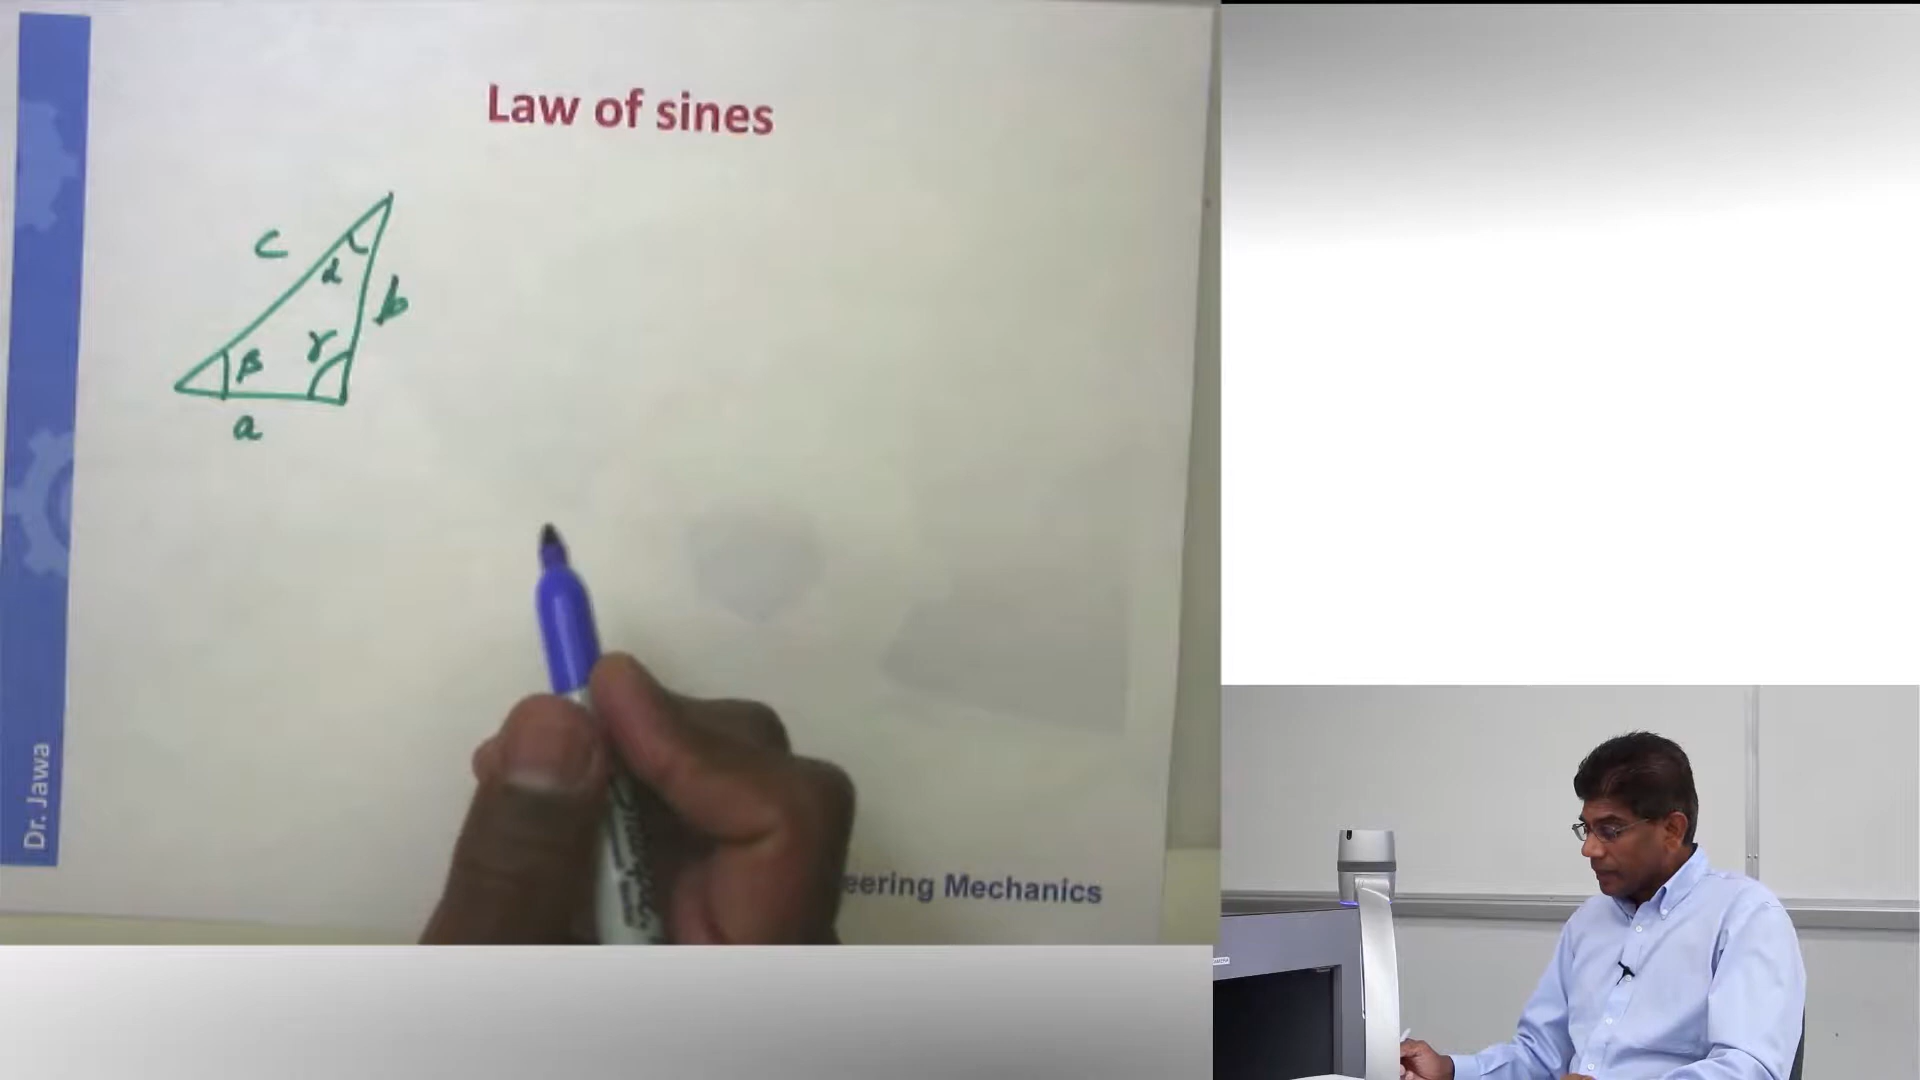 Law of sines
c
α
b
γ
β
a
Dr. Jawa
eering Mechanics